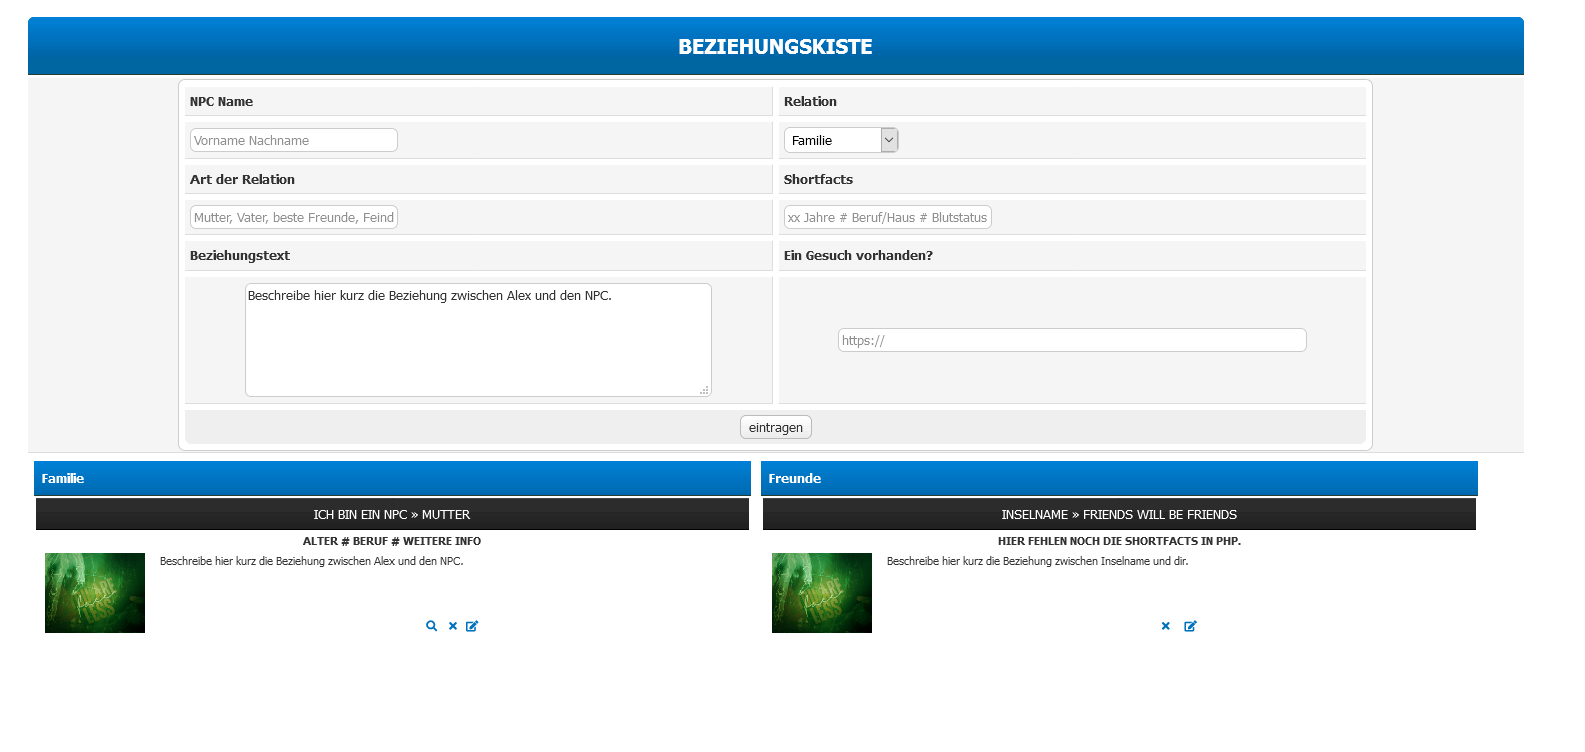 BEZIEHUNGSKISTE
NPC Name
Relation
Vorname Nachname
Familie
Art der Relation
Shortfacts
Mutter, Vater, beste Freunde, Feind
xx Jahre # Beruf/Haus # Blutstatus
Beziehungstext
Ein Gesuch vorhanden?
Beschreibe hier kurz die Beziehung zwischen Alex und den NPC.
https://
eintragen
Familie
ICH BIN EIN NPC » MUTTER
ALTER # BERUF # WEITERE INFO
Beschreibe hier kurz die Beziehung zwischen Alex und den NPC.
Freunde
INSELNAME » FRIENDS WILL BE FRIENDS
HIER FEHLEN NOCH DIE SHORTFACTS IN PHP.
Beschreibe hier kurz die Beziehung zwischen Inselname und dir.